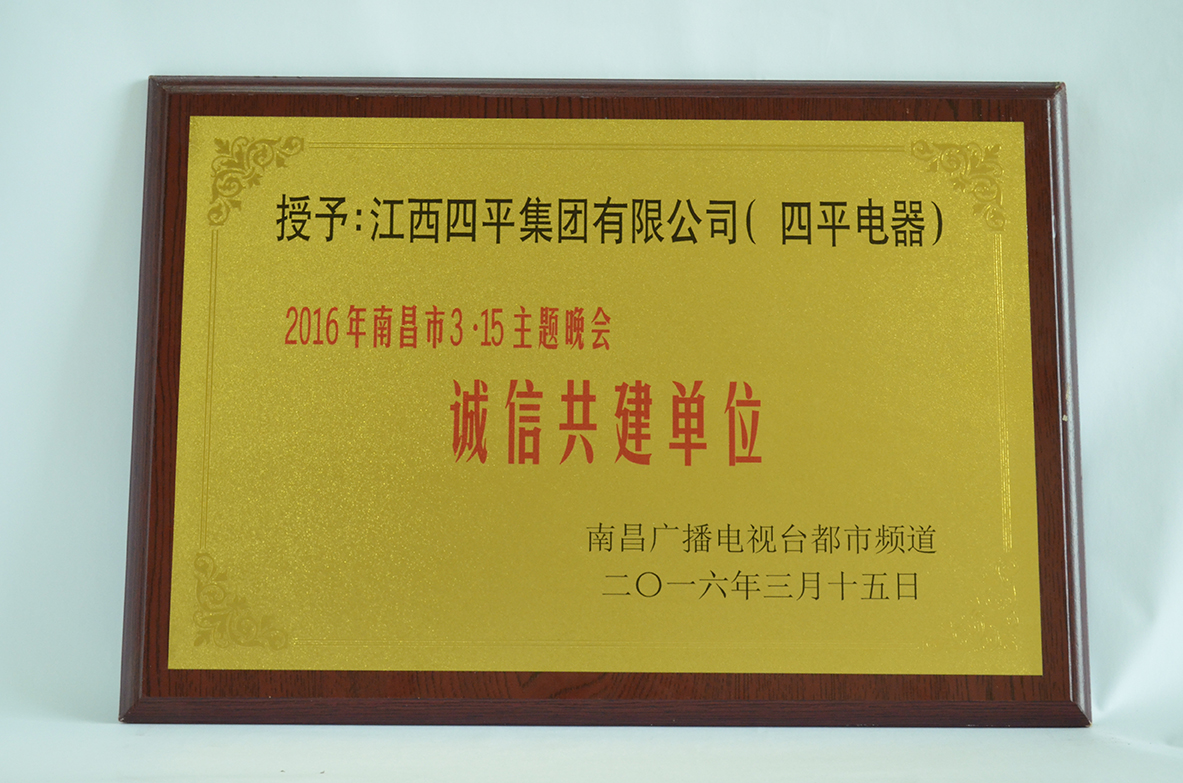 授予:江西四平集团有限公司( 四平电器)
2016年南昌市3·15主题晚会
诚信共建单位
南昌广播电视台都市频道
二〇一六年三月十五日